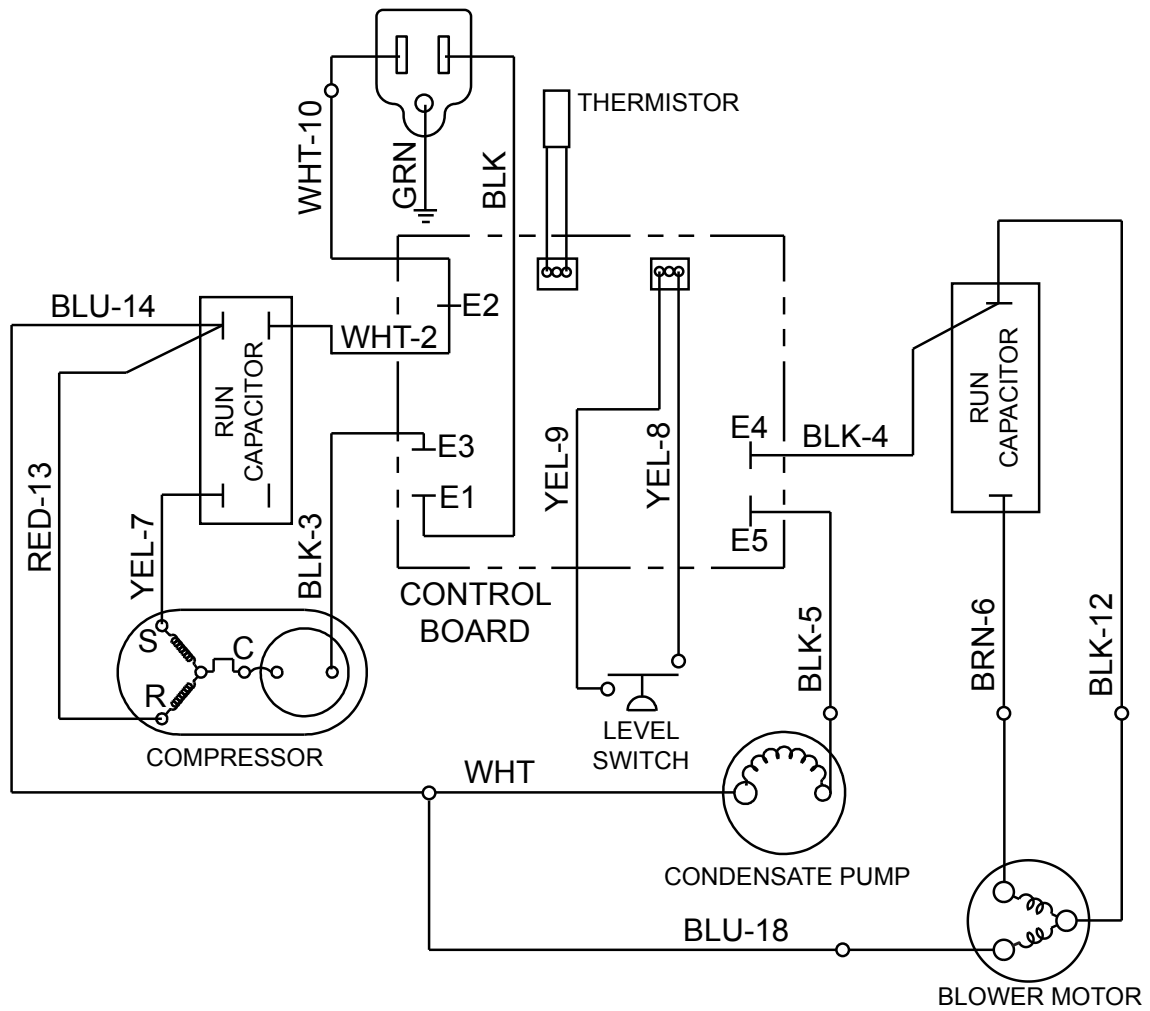 THERMISTOR
WHT-10
GRN
BLK
BLU-14
E2
WHT-2
RUN
CAPACITOR
RUN
CAPACITOR
E4
BLK-4
E3
YEL-9
YEL-8
E1
RED-13
YEL-7
BLK-3
E5
CONTROL
BOARD
BLK-5
BRN-6
BLK-12
S
C
R
COMPRESSOR
LEVEL
SWITCH
WHT
CONDENSATE PUMP
BLU-18
BLOWER MOTOR